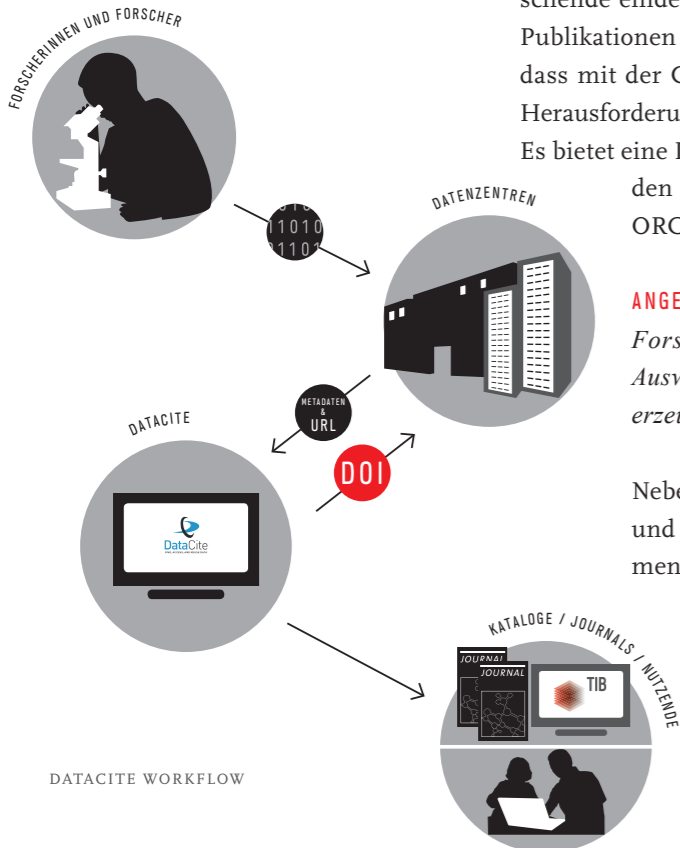 FORSCHERINNEN UND FORSCHER
11010
DATENZENTREN
METADATEN
&
URL
DOI
DATACITE
DataCite
KATALOGE / JOURNALS / NUTZENDE
JOURNAL
JOURNAL
TIB
DATACITE WORKFLOW
Publikationen
dass mit der
Herausforderu
Es bietet eine
den
ORC
ANGE
Fors
Ausw
erzeu
Nebe
und
men